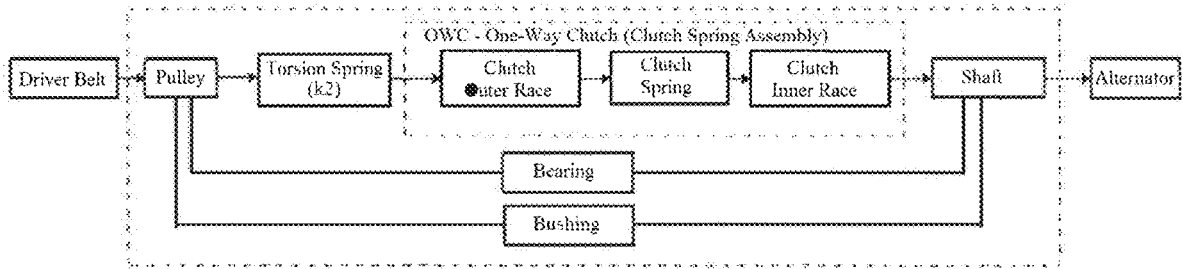 OWC - One-Way Clutch (Clutch Spring Assembly)
Driver Belt
Pulley
Torsion Spring
(k2)
Clutch
Outer Race
Clutch
Spring
Clutch
Inner Race
Shaft
Alternator
Bearing
Bushing